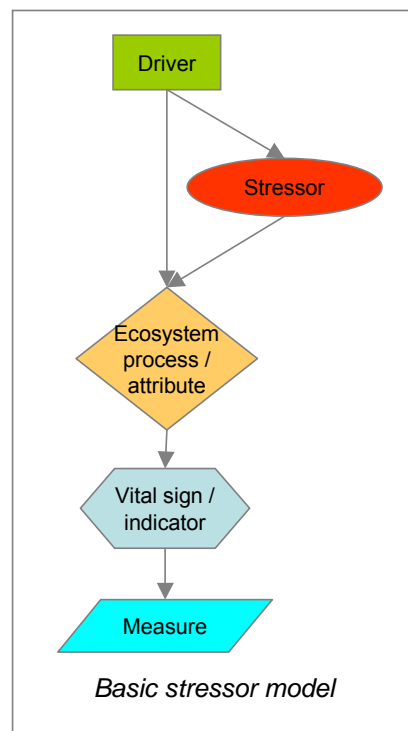 Driver
Stressor
Ecosystem
process /
attribute
Vital sign /
indicator
Measure
Basic stressor model